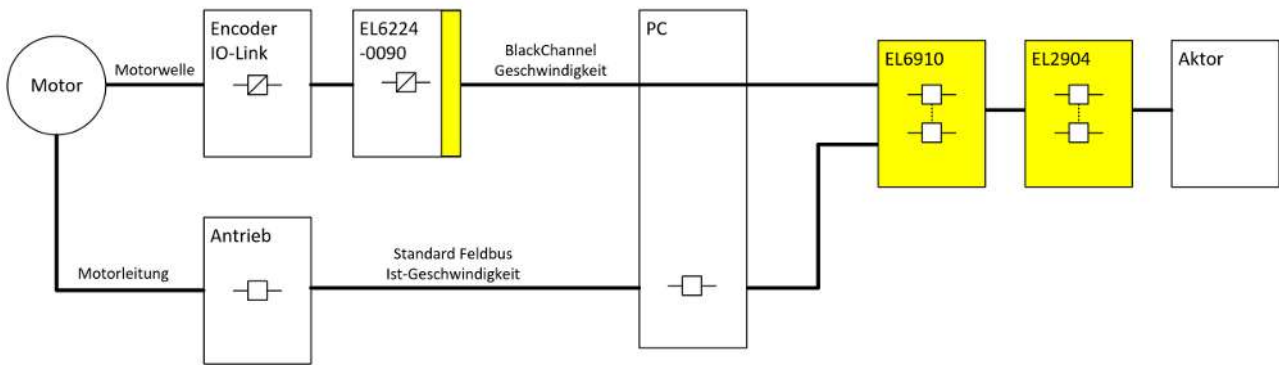 Motor
Motorwelle
Encoder
IO-Link
EL6224
-0090
BlackChannel
Geschwindigkeit
PC
EL6910
EL2904
Aktor
Motorleitung
Antrieb
Standard Feldbus
Ist-Geschwindigkeit